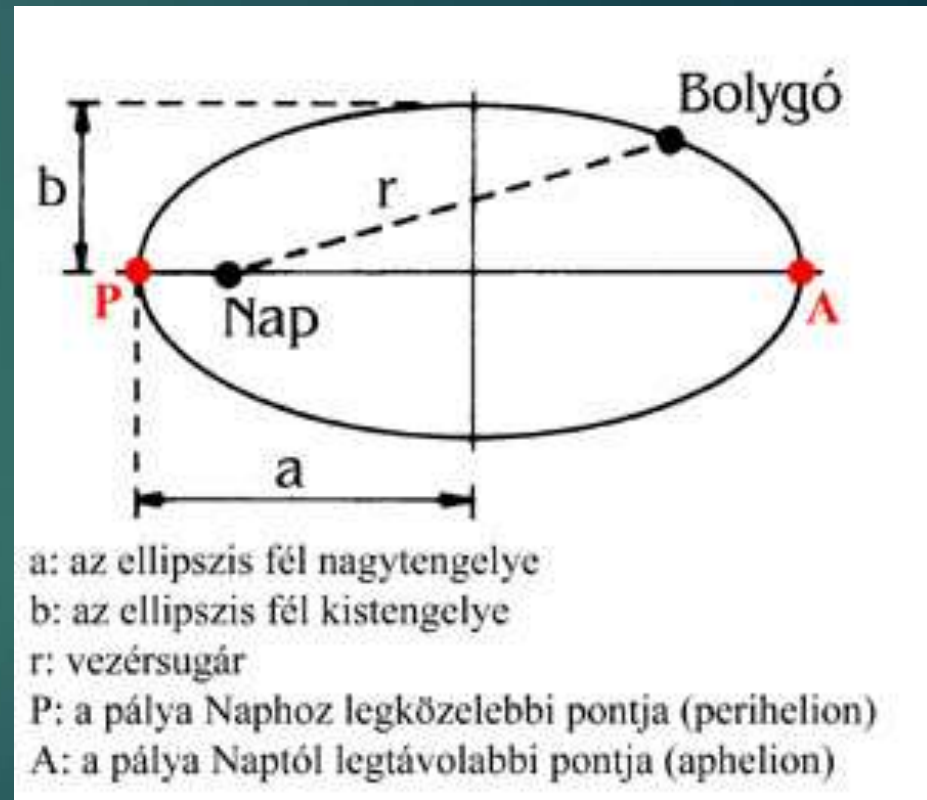 Bolygó
b
r
P
Nap
A
a
a: az ellipszis fél nagytengelye
b: az ellipszis fél kistengelye
r: vezérsugár
P: a pálya Naphoz legközelebbi pontja (perihelion)
A: a pálya Naptól legtávolabbi pontja (aphelion)